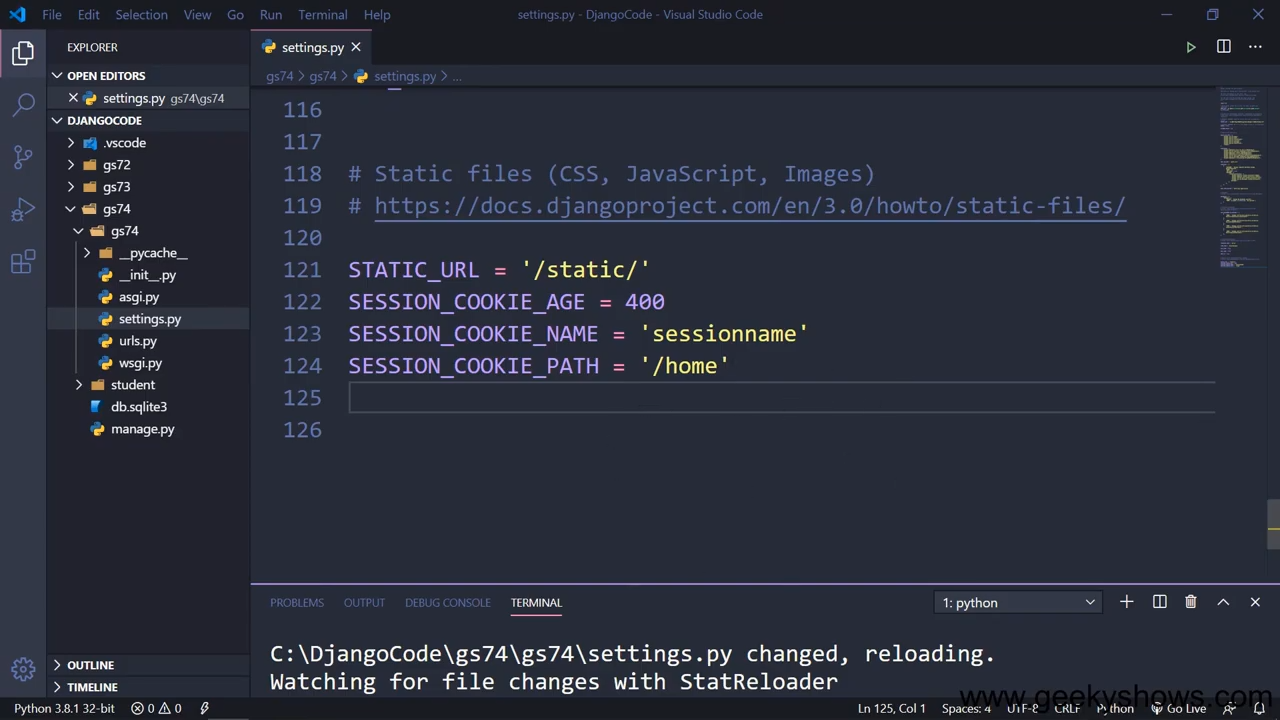 File Edit Selection View Go Run Terminal Help settings.py - DjangoCode - Visual Studio Code
EXPLORER
OPEN EDITORS
settings.py gs74\gs74
DJANGOCODE
.vscode
gs72
gs73
gs74
gs74
__pycache__
__init__.py
asgi.py
settings.py
urls.py
wsgi.py
student
db.sqlite3
manage.py
OUTLINE
TIMELINE
settings.py
gs74 > gs74 > settings.py > ...
116
117
118 # Static files (CSS, JavaScript, Images)
119 # https://docs.djangoproject.com/en/3.0/howto/static-files/
120
121 STATIC_URL = '/static/'
122 SESSION_COOKIE_AGE = 400
123 SESSION_COOKIE_NAME = 'sessionname'
124 SESSION_COOKIE_PATH = '/home'
125
126
PROBLEMS OUTPUT DEBUG CONSOLE TERMINAL 1: python
C:\DjangoCode\gs74\gs74\settings.py changed, reloading.
Watching for file changes with StatReloader
www.geekyshows.com
Python 3.8.1 32-bit 0 0 Ln 125, Col 1 Spaces: 4 UTF-8 CRLF Python Go Live